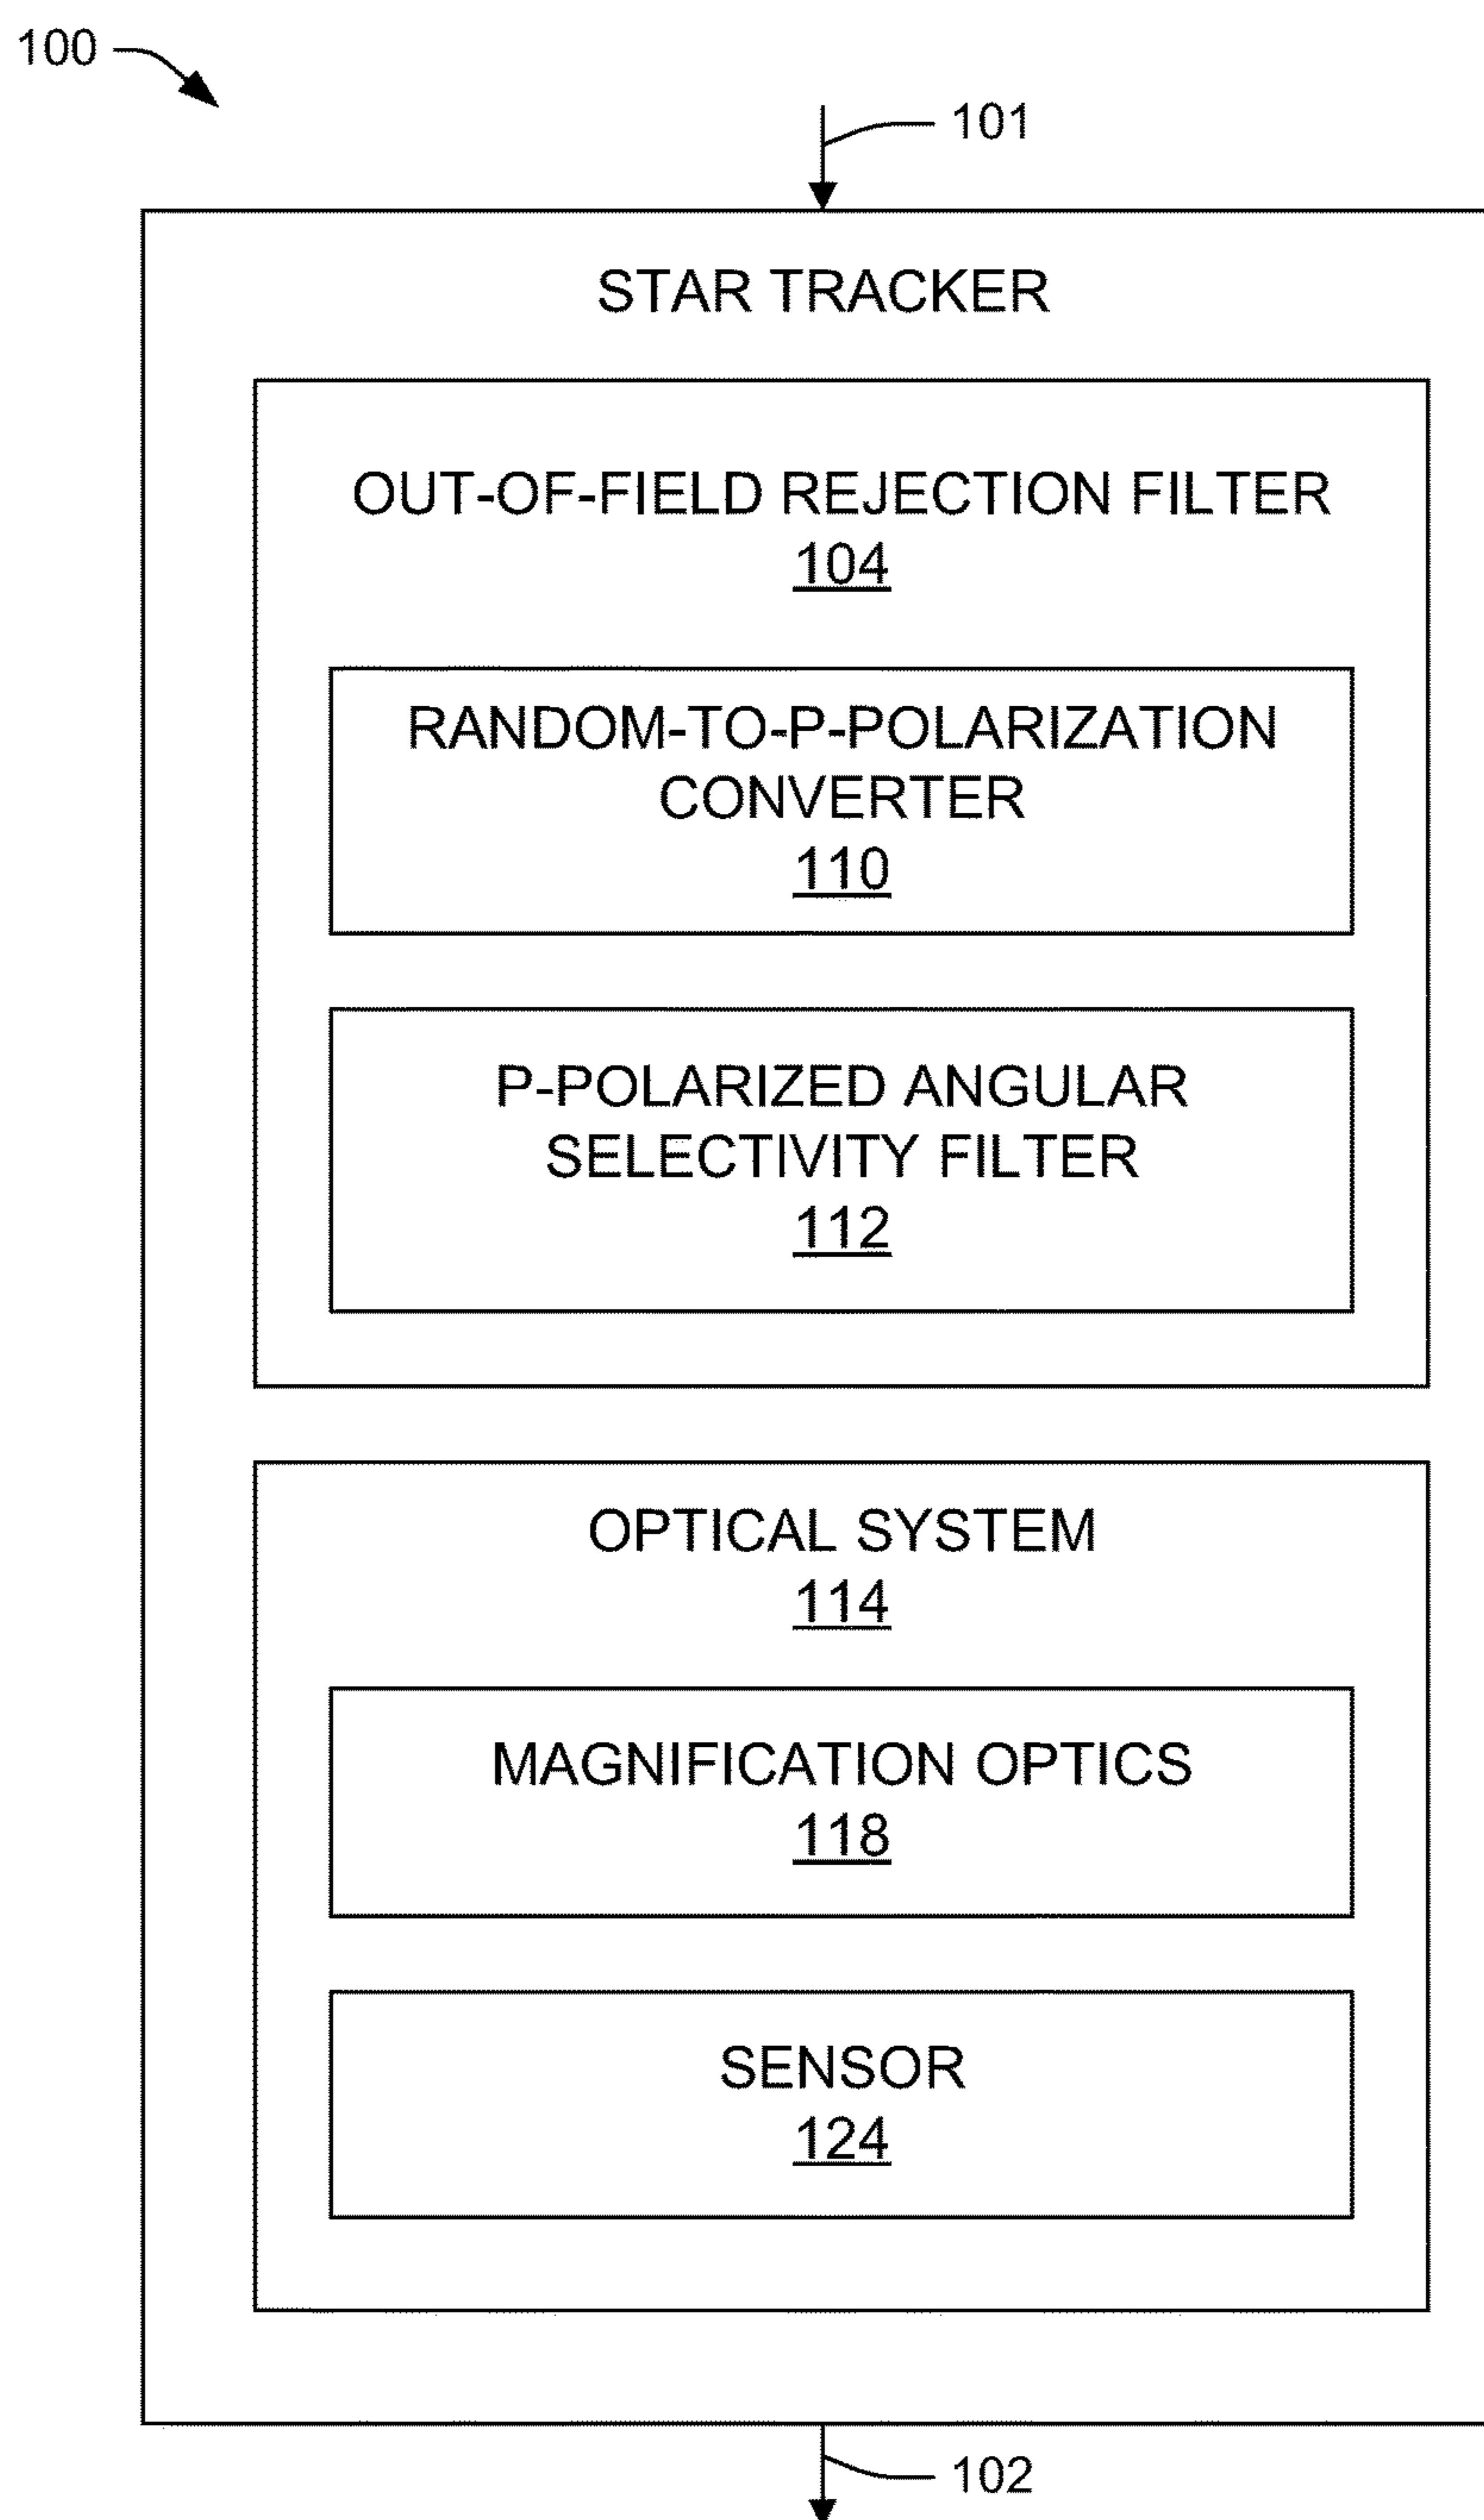 100
101
STAR TRACKER
OUT-OF-FIELD REJECTION FILTER
104
RANDOM-TO-P-POLARIZATION
CONVERTER
110
P-POLARIZED ANGULAR
SELECTIVITY FILTER
112
OPTICAL SYSTEM
114
MAGNIFICATION OPTICS
118
SENSOR
124
102